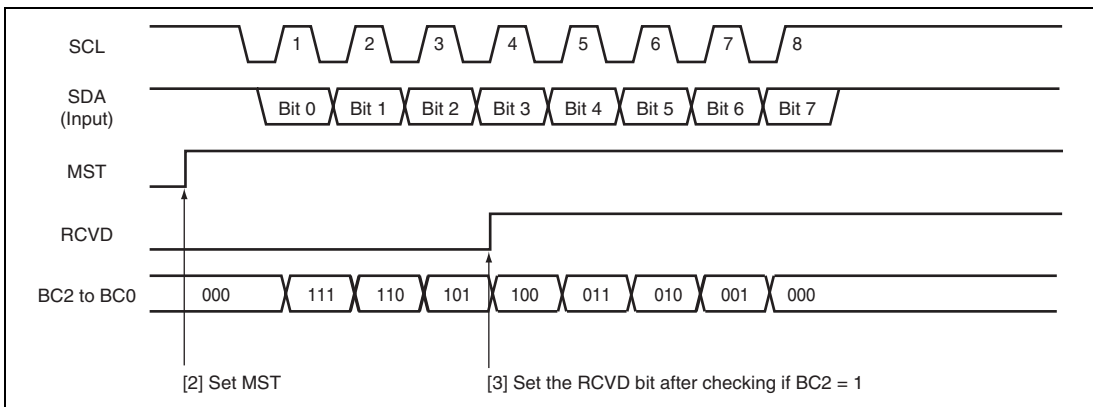 SCL 1 2 3 4 5 6 7 8
SDA
(Input)
Bit 0 Bit 1 Bit 2 Bit 3 Bit 4 Bit 5 Bit 6 Bit 7
MST
RCVD
BC2 to BC0 000 111 110 101 100 011 010 001 000
[2] Set MST [3] Set the RCVD bit after checking if BC2 = 1